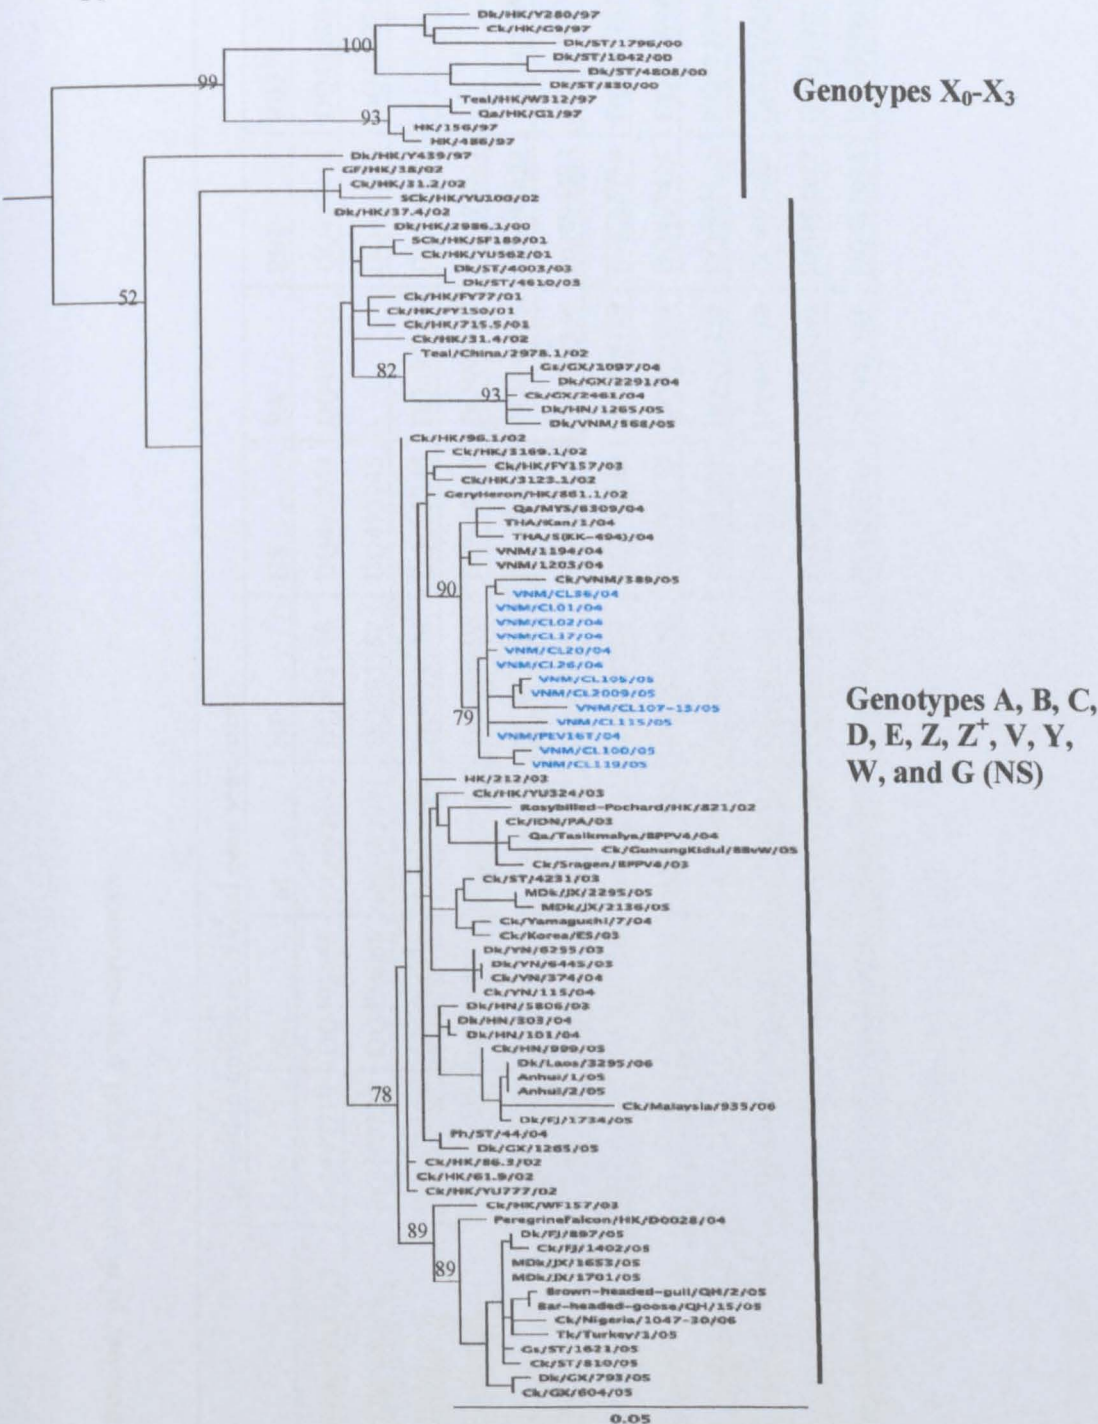 Dk/HK/Y280/97
Ck/HK/G9/97
Dk/ST/1796/00
100
Dk/ST/1042/00
Dk/ST/4808/00
99
Dk/ST/830/00
Genotypes X0-X3
Teal/HK/W312/97
Qa/HK/G1/97
93
HK/156/97
HK/486/97
Dk/HK/Y439/97
GF/HK/38/02
Ck/HK/31.2/02
SCk/HK/YU100/02
Dk/HK/37.4/02
Dk/HK/2986.1/00
SCk/HK/SF189/01
Ck/HK/YU562/01
Dk/ST/4003/03
Dk/ST/4610/03
52
Ck/HK/FY77/01
Ck/HK/FY150/01
Ck/HK/715.5/01
Ck/HK/31.4/02
Teal/China/2978.1/02
82
Gs/GX/1097/04
Dk/GX/2291/04
93
Ck/GX/2461/04
Dk/HN/1265/05
Dk/VNM/568/05
Ck/HK/96.1/02
Ck/HK/3169.1/02
Ck/HK/FY157/03
Ck/HK/3123.1/02
GeryHeron/HK/861.1/02
Qa/MYS/6309/04
THA/Kan/1/04
THA/S(KK-494)/04
VNM/1194/04
VNM/1203/04
90
Ck/VNM/389/05
VNM/CL36/04
VNM/CL01/04
VNM/CL02/04
VNM/CL17/04
VNM/CL20/04
VNM/CL26/04
VNM/CL105/05
VNM/CL2009/05
VNM/CL107-15/05
79
VNM/CL115/05
VNM/PEV16T/04
VNM/CL100/05
VNM/CL119/05
Genotypes A, B, C,
D, E, Z, Z+, V, Y,
W, and G (NS)
HK/212/03
Ck/HK/YU324/03
Rosybilled-Pochard/HK/821/02
Ck/IDN/PA/03
Qa/Tasikmalya/BPPV4/04
Ck/GunungKidul/BBvW/05
Ck/Sragen/BPPV4/03
Ck/ST/4231/03
MDk/JX/2295/05
MDk/JX/2136/05
Ck/Yamaguchi/7/04
Ck/Korea/ES/03
Dk/YN/6255/03
Dk/YN/6445/03
Ck/YN/374/04
Ck/YN/115/04
Dk/HN/5806/03
Dk/HN/303/04
Dk/HN/101/04
Ck/HN/999/05
Dk/Laos/3295/06
Anhui/1/05
Anhui/2/05
78
Ck/Malaysia/935/06
Dk/FJ/1734/05
Ph/ST/44/04
Dk/GX/1265/05
Ck/HK/86.3/02
Ck/HK/61.9/02
Ck/HK/YU777/02
Ck/HK/WF157/03
PeregrineFalcon/HK/D0028/04
89
Dk/FJ/897/05
Ck/FJ/1402/05
MDk/JX/1653/05
89
MDk/JX/1701/05
Brown-headed-gull/QH/2/05
Bar-headed-goose/QH/15/05
Ck/Nigeria/1047-30/06
Tk/Turkey/1/05
Gs/ST/1621/05
Ck/ST/810/05
Dk/GX/793/05
Ck/GX/604/05
0.05